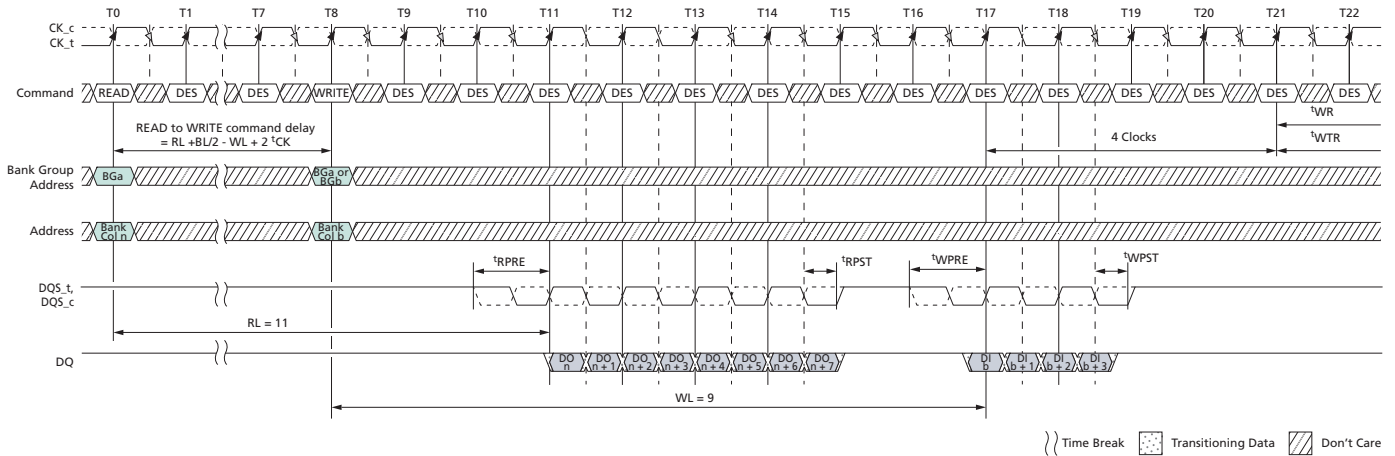 T0 T1 T7 T8 T9 T10 T11 T12 T13 T14 T15 T16 T17 T18 T19 T20 T21 T22
CK_c
CK_t
Command READ DES DES WRITE DES DES DES DES DES DES DES DES DES DES DES DES DES DES
tWR
READ to WRITE command delay
= RL +BL/2 - WL + 2 tCK
4 Clocks
tWTR
Bank Group
Address
BGa
BGa or
BGb
Address
Bank
Col n
Bank
Col b
tRPRE tRPST tWPRE tWPST
DQS_t,
DQS_c
RL = 11
DQ
DO
n
DO
n + 1
DO
n + 2
DO
n + 3
DO
n + 4
DO
n + 5
DO
n + 6
DO
n + 7
DI
b
DI
b + 1
DI
b + 2
DI
b + 3
WL = 9
Time Break Transitioning Data Don't Care